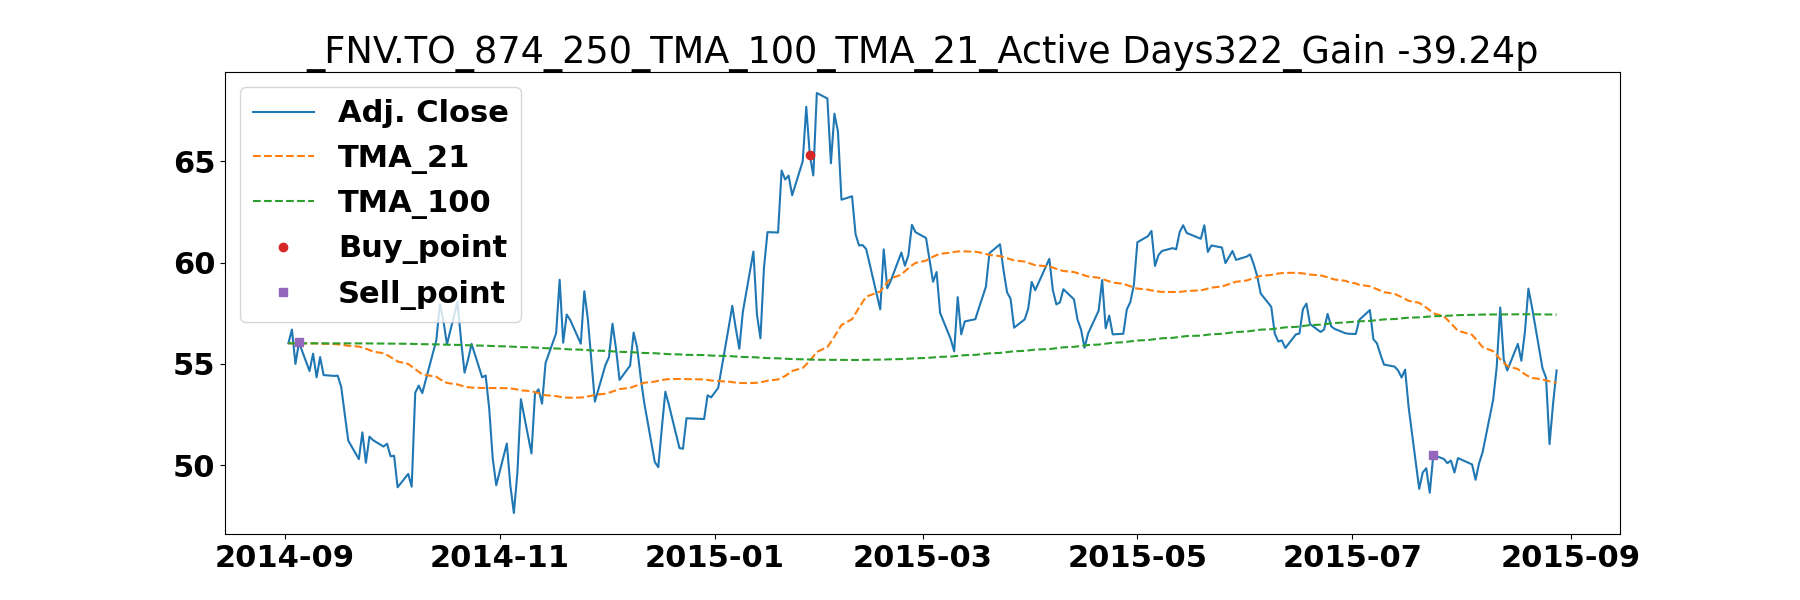 _FNV.TO_874_250_TMA_100_TMA_21_Active Days322_Gain -39.24p
Adj. Close
TMA_21
TMA_100
Buy_point
Sell_point
65
60
55
50
2014-09 2014-11 2015-01 2015-03 2015-05 2015-07 2015-09